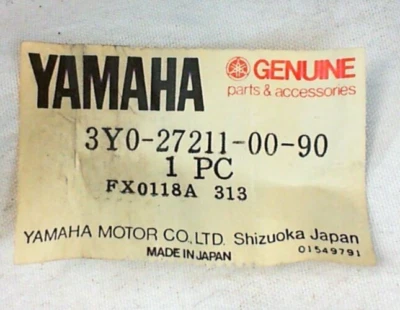 YAMAHA GENUINE
parts & accessories
3Y0-27211-00-90
1 PC
FX0118A 313
YAMAHA MOTOR CO., LTD. Shizuoka Japan
MADE IN JAPAN 01549791